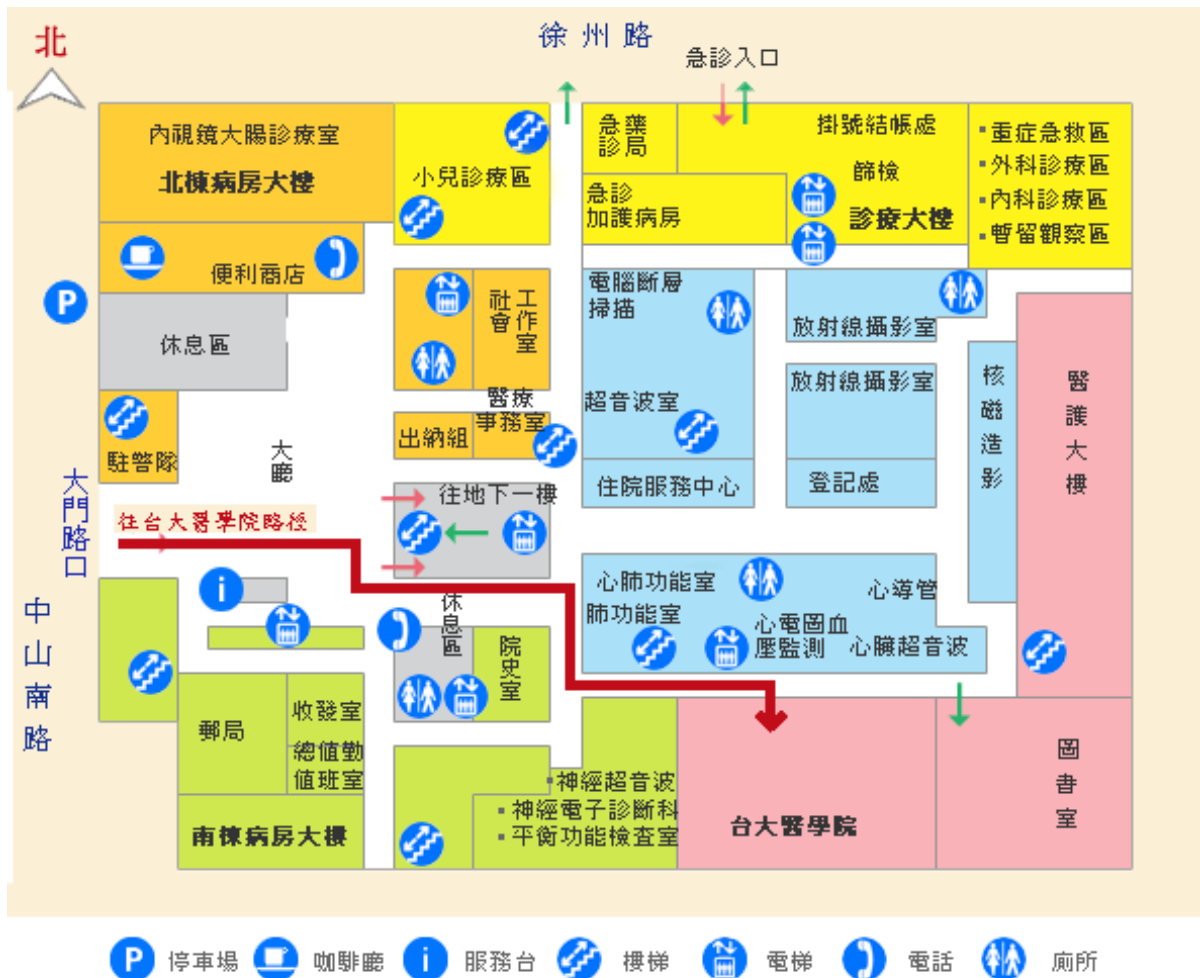 北
徐州路
急診入口
內視鏡大腸診療室
北棟病房大樓
小兒診療區
急藥
診局
掛號結帳處
篩檢
診療大樓
▪重症急救區
▪外科診療區
▪內科診療區
▪暫留觀察區
急診
加護病房
便利商店
P
休息區
社會
工作室
電腦斷層
掃描
放射線攝影室
放射線攝影室
超音波室
核磁造影
醫護大樓
醫療
事務室
出納組
駐警隊
大廳
住院服務中心
登記處
大門路口
往地下一樓
往台大醫學院路徑
i
中山南路
休息區
院史室
心肺功能室
肺功能室
心導管
心電圖血
壓監測
心臟超音波
郵局
收發室
總值勤
值班室
南棟病房大樓
▪神經超音波
▪神經電子診斷科
▪平衡功能檢查室
台大醫學院
圖書室
P 停車場
咖啡廳
i 服務台
樓梯
電梯
電話
廁所